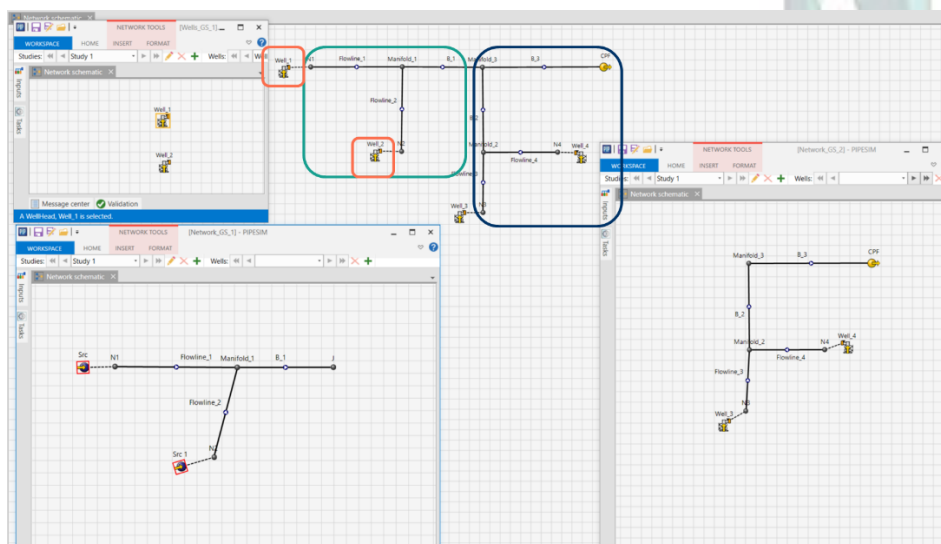 Network schematic
NETWORK TOOLS
[Wells_GS_1]
WORKSPACE HOME INSERT FORMAT
Studies: Study 1 Wells: Well
Network schematic
Inputs
Tasks
Well_1
Well_2
Message center Validation
A WellHead, Well_1 is selected.
Well_1
N1
Flowline_1
Manifold_1
B_1
Manifold_3
B_3
CPF
Flowline_2
Well_2
N2
B_2
Manifold_2
Flowline_4
N4
Well_4
Well_3
N3
NETWORK TOOLS
[Network_GS_1] - PIPESIM
WORKSPACE HOME INSERT FORMAT
Studies: Study 1 Wells:
Network schematic
Inputs
Tasks
Src
N1
Flowline_1
Manifold_1
B_1
J
Flowline_2
Src 1
NETWORK TOOLS
[Network_GS_2] - PIPESIM
WORKSPACE HOME INSERT FORMAT
Studies: Study 1 Wells:
Network schematic
Inputs
Tasks
Manifold_3
B_3
CPF
B_2
Manifold_2
Flowline_4
N4
Well_4
Flowline_3
Well_3